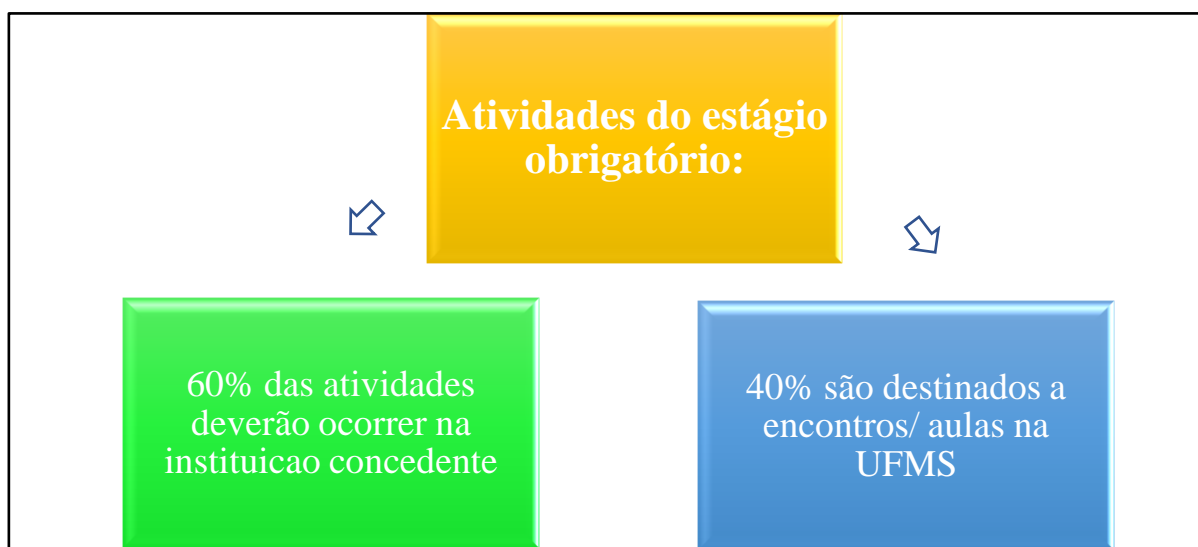 Atividades do estágio
obrigatório:
60% das atividades
deverão ocorrer na
instituicao concedente
40% são destinados a
encontros/ aulas na
UFMS